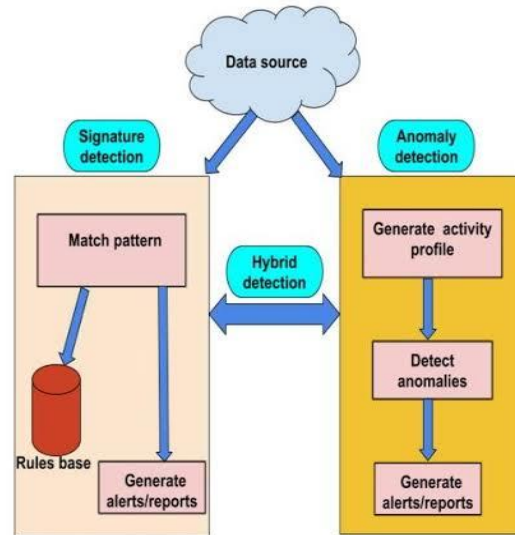 Data source
Signature
detection
Anomaly
detection
Match pattern
Generate activity
profile
Hybrid
detection
Detect
anomalies
Rules base
Generate
alerts/reports
Generate
alerts/reports